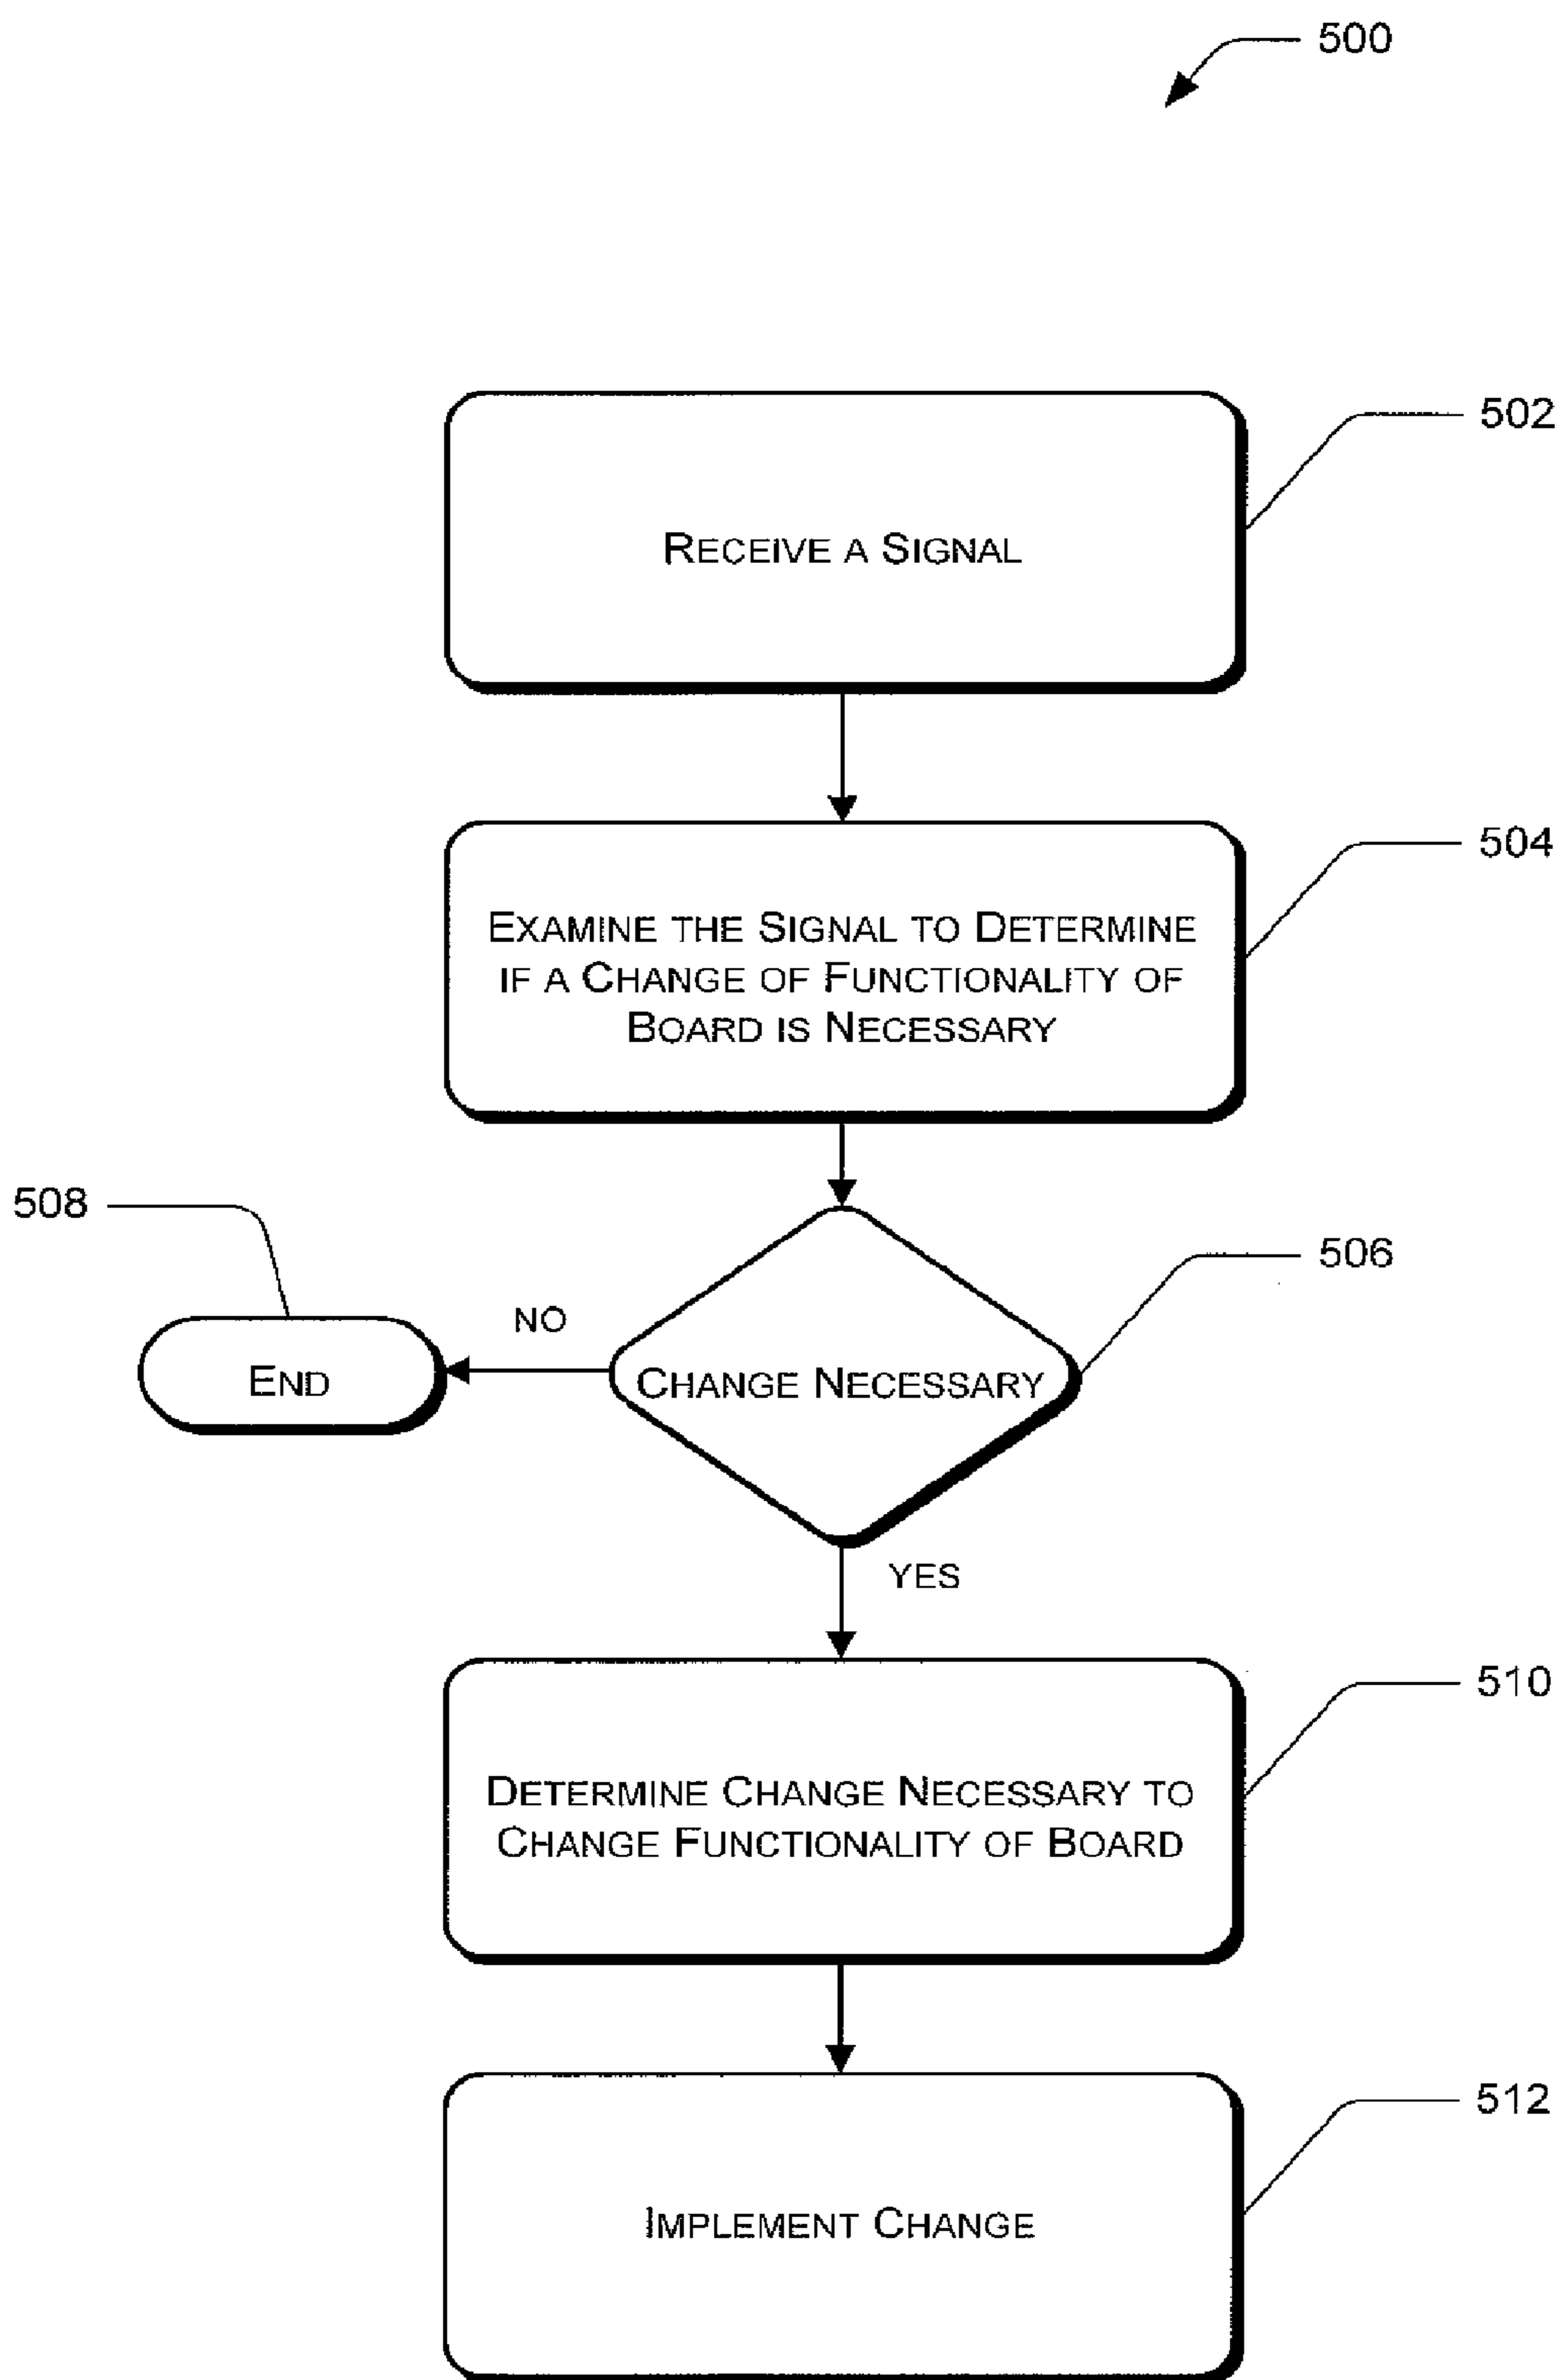 500
RECEIVE A SIGNAL
502
EXAMINE THE SIGNAL TO DETERMINE
IF A CHANGE OF FUNCTIONALITY OF
BOARD IS NECESSARY
504
508
506
NO
END
CHANGE NECESSARY
YES
DETERMINE CHANGE NECESSARY TO
CHANGE FUNCTIONALITY OF BOARD
510
IMPLEMENT CHANGE
512